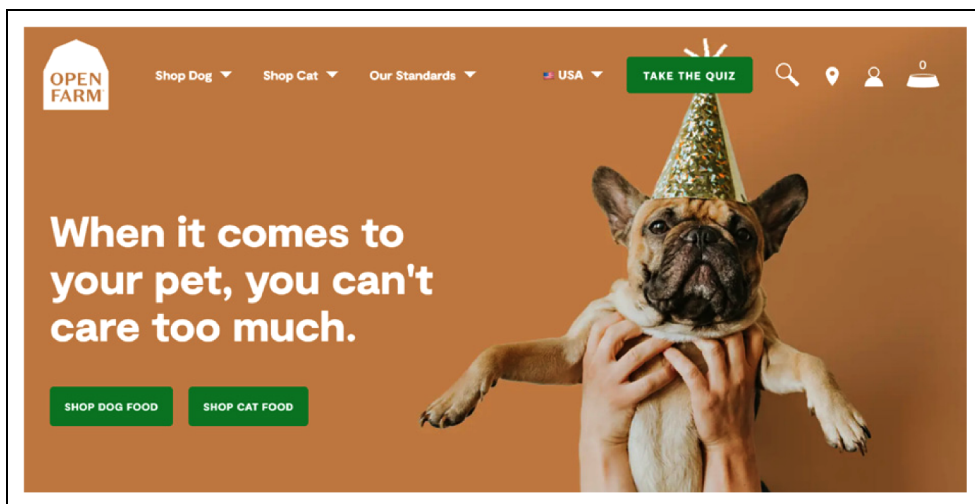 OPEN
FARM
Shop Dog
Shop Cat
Our Standards
USA
TAKE THE QUIZ
0
When it comes to
your pet, you can't
care too much.
SHOP DOG FOOD
SHOP CAT FOOD